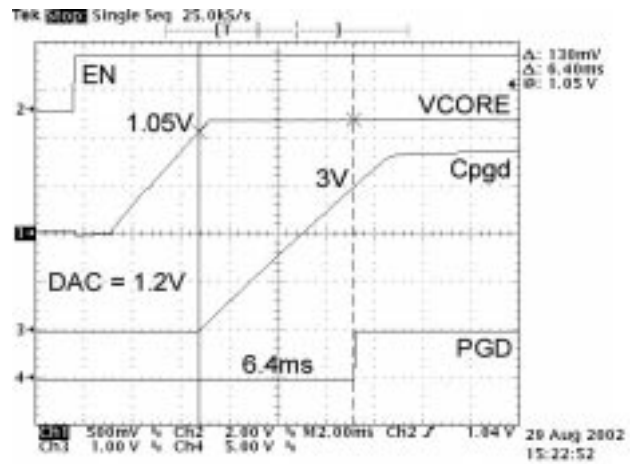 Tek Stop Single Seq 25.0kS/s
Δ: 130mV
Δ: 6.40ms
@: 1.05 V
EN
2
VCORE
1.05V
3V
Cpgd
1
DAC = 1.2V
3
PGD
6.4ms
4
Ch1 500mV Ch2 2.00 V M2.00ms Ch2 1.04 V
Ch3 1.00 V Ch4 5.00 V
29 Aug 2002
15:22:52